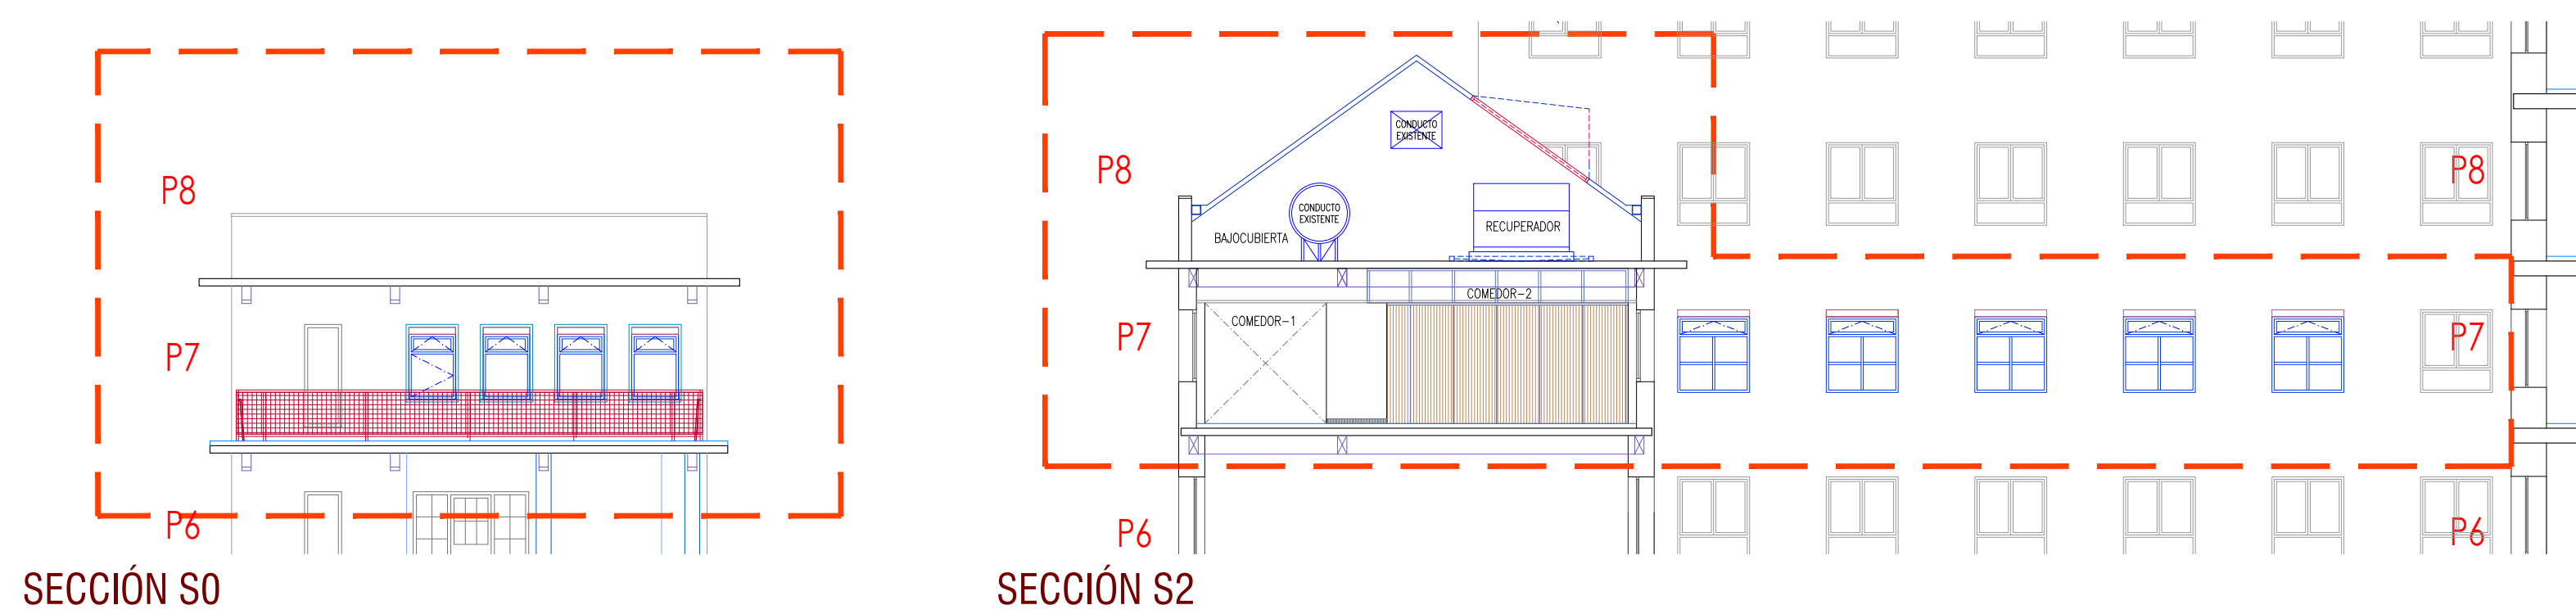 P8
P7
P6
SECCIÓN S0
P8
CONDUCTO
EXISTENTE
CONDUCTO
EXISTENTE
BAJOCUBIERTA
RECUPERADOR
P7
COMEDOR-1
COMEDOR-2
P6
P8
P7
P6
SECCIÓN S2